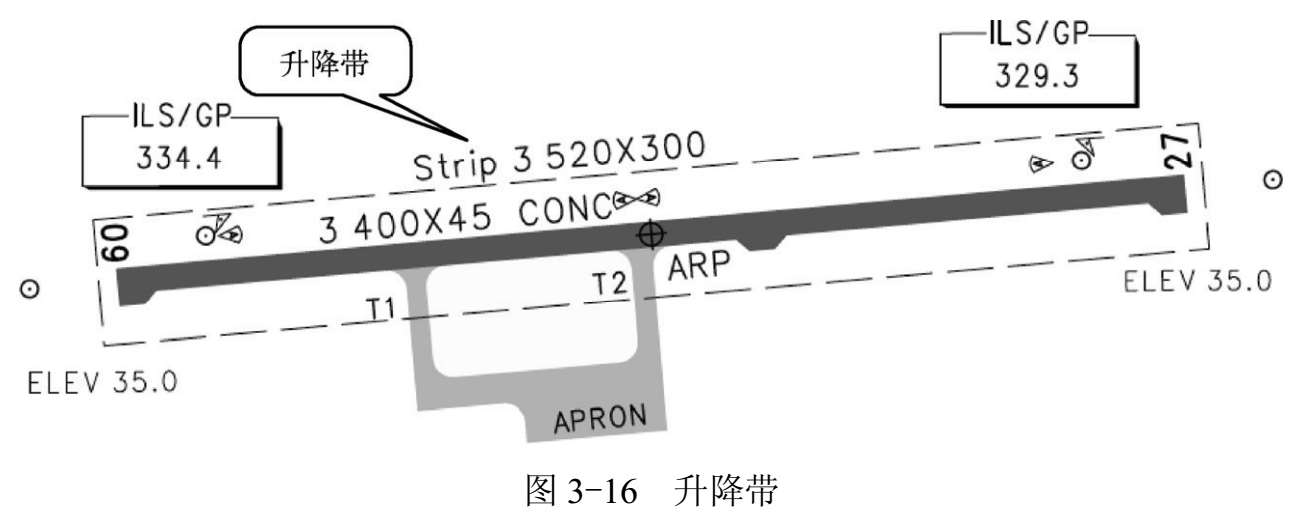 升降带
ILS/GP
329.3
ILS/GP
334.4
Strip 3 520X300
27
3 400X45 CONC
09
ARP
T2
T1
ELEV 35.0
ELEV 35.0
APRON
图 3-16 升降带